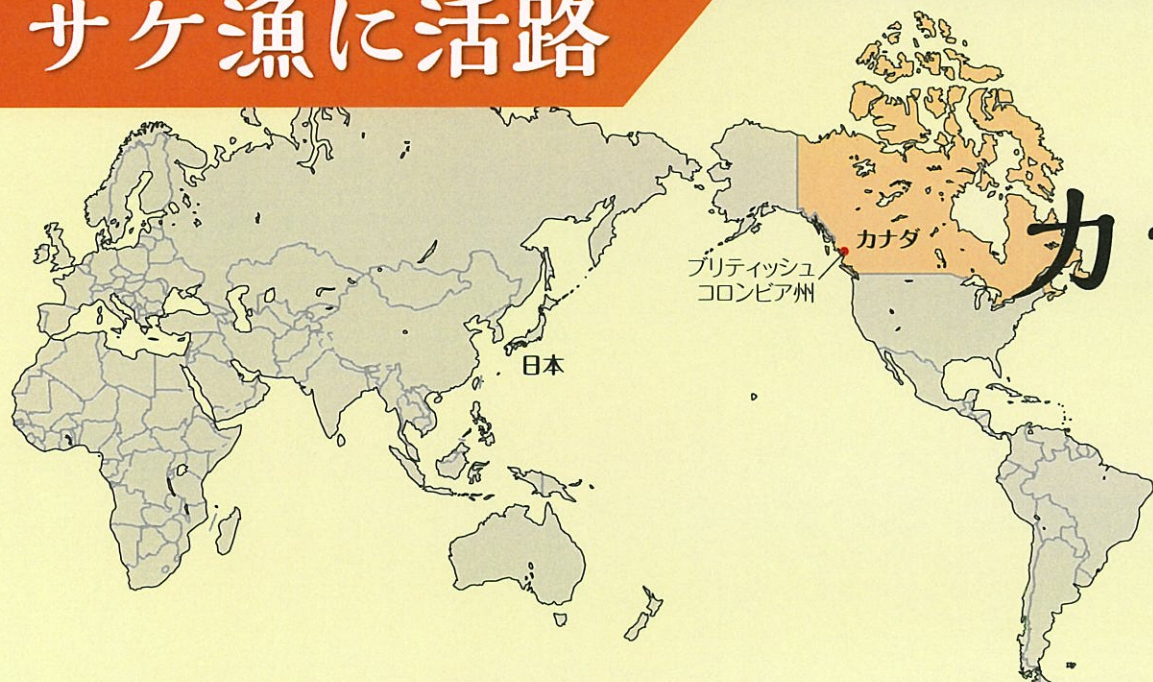 サケ漁に活路
カナダ
ブリティッシュ
コロンビア州
日本
カ